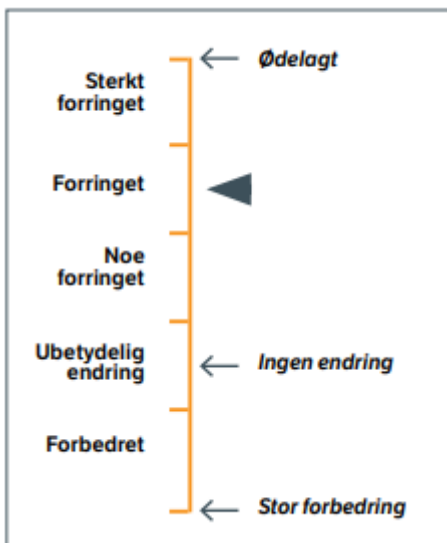 Ødelagt
Sterkt
forringet
Forringet
Noe
forringet
Ubetydelig
endring
Ingen endring
Forbedret
Stor forbedring